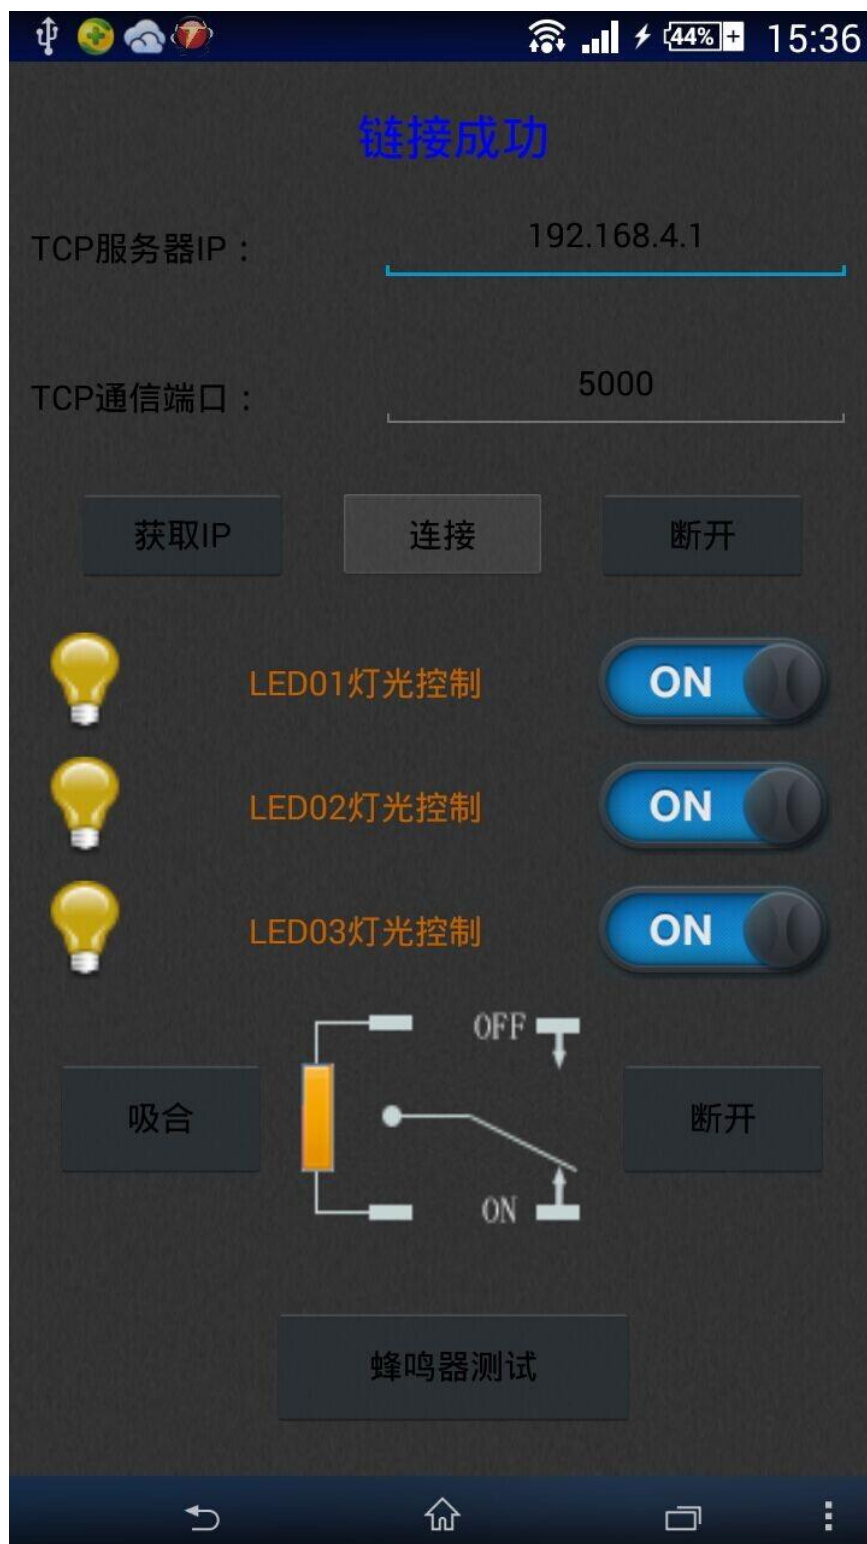 44% 15:36
链接成功
TCP服务器IP： 192.168.4.1
TCP通信端口： 5000
获取IP 连接 断开
LED01灯光控制 ON
LED02灯光控制 ON
LED03灯光控制 ON
OFF
吸合 断开
ON
蜂鸣器测试